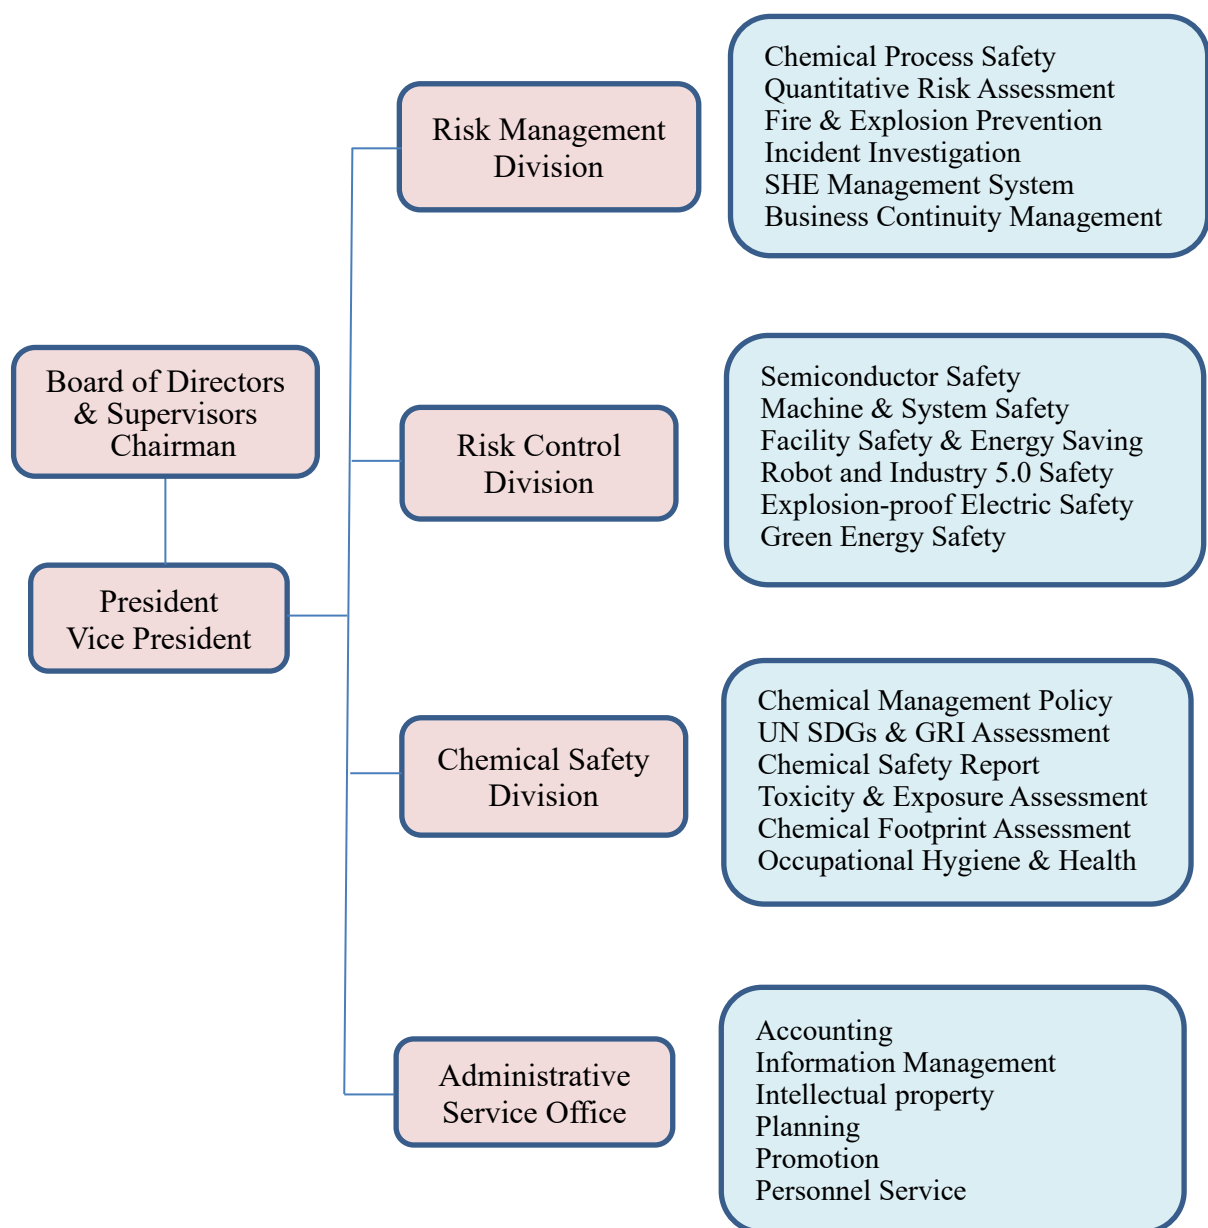 Board of Directors
& Supervisors
Chairman
President
Vice President
Risk Management
Division
Chemical Process Safety
Quantitative Risk Assessment
Fire & Explosion Prevention
Incident Investigation
SHE Management System
Business Continuity Management
Risk Control
Division
Semiconductor Safety
Machine & System Safety
Facility Safety & Energy Saving
Robot and Industry 5.0 Safety
Explosion-proof Electric Safety
Green Energy Safety
Chemical Safety
Division
Chemical Management Policy
UN SDGs & GRI Assessment
Chemical Safety Report
Toxicity & Exposure Assessment
Chemical Footprint Assessment
Occupational Hygiene & Health
Administrative
Service Office
Accounting
Information Management
Intellectual property
Planning
Promotion
Personnel Service